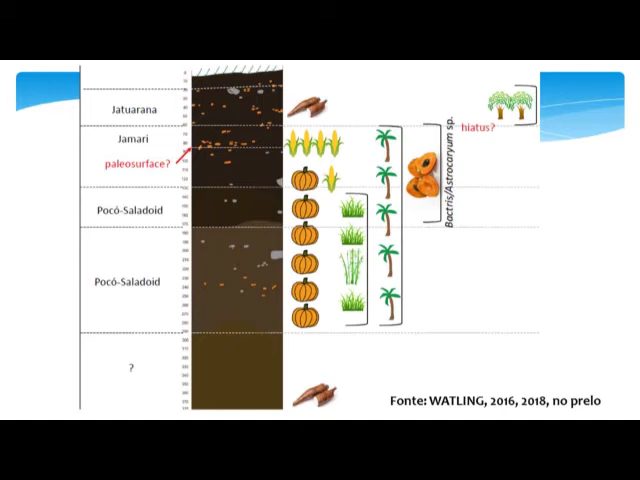 Jatuarana
Jamari
paleosurface?
Pocó-Saladoid
Pocó-Saladoid
?
Bactris/Astrocaryum sp.
hiatus?
Fonte: WATLING, 2016, 2018, no prelo